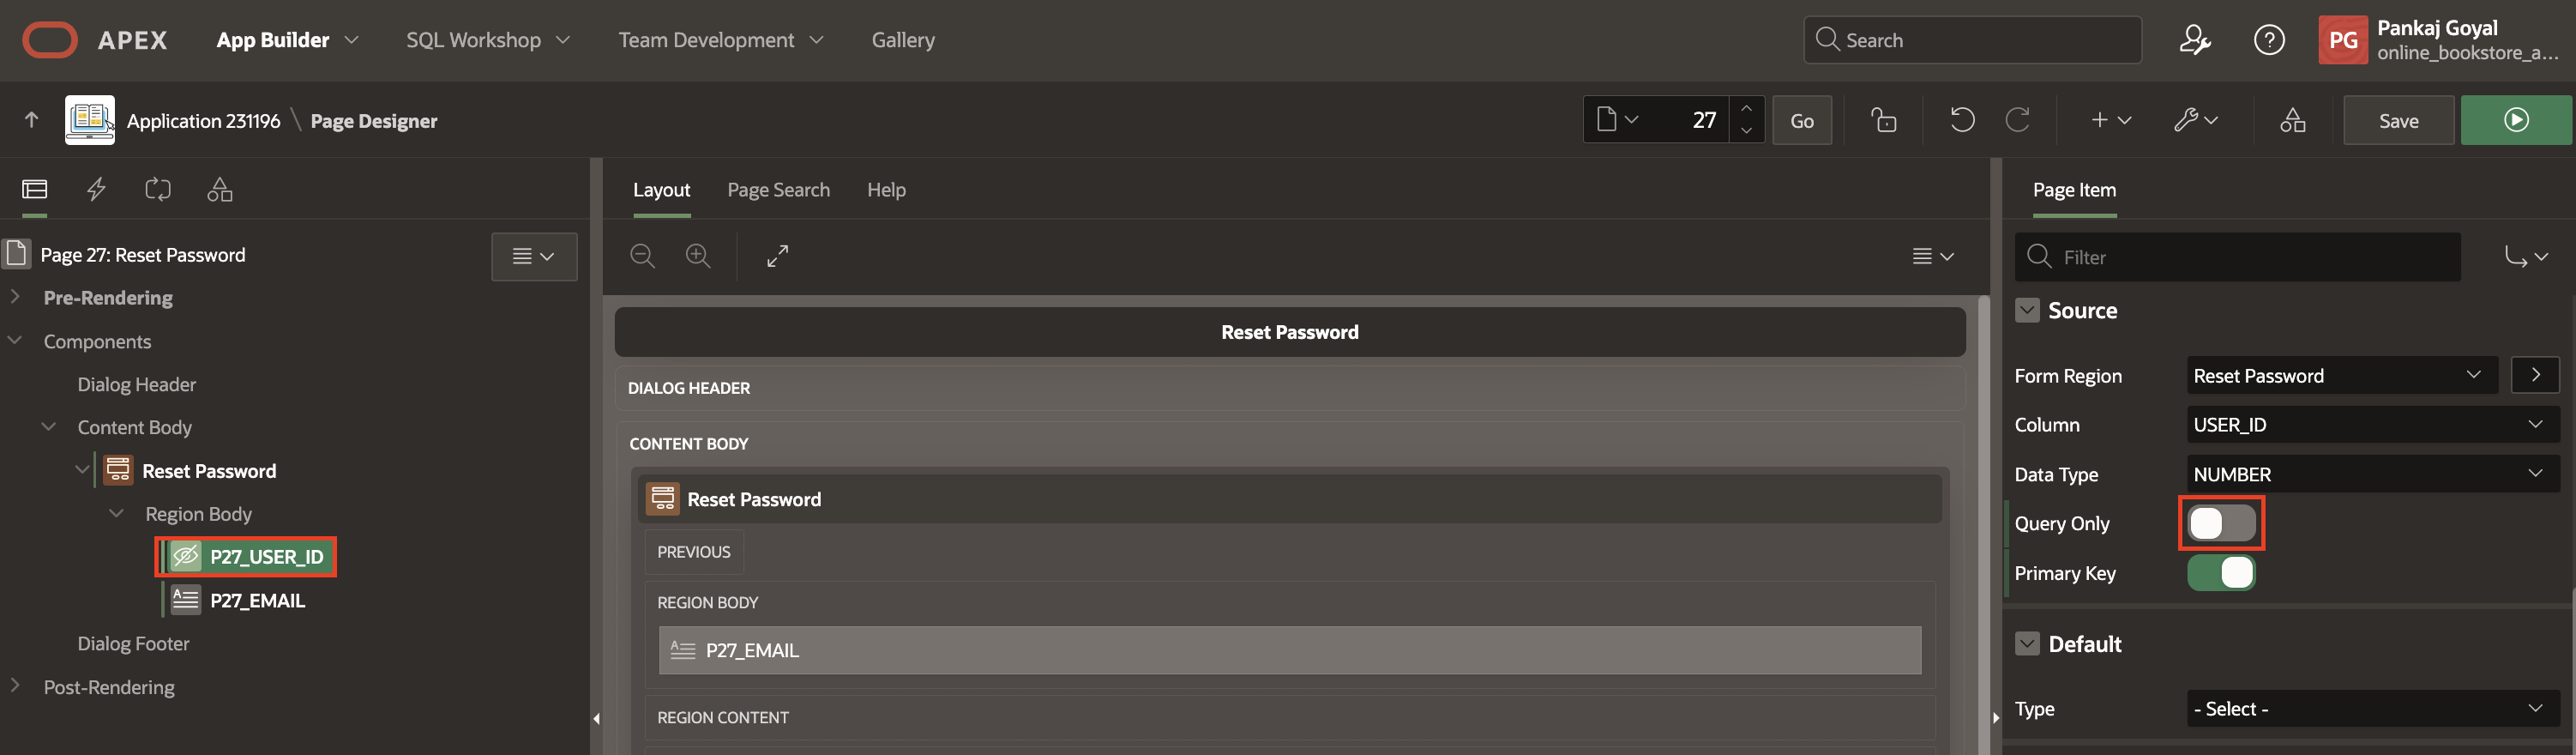 APEX
App Builder
SQL Workshop
Team Development
Gallery
Search
PG
Pankaj Goyal
online_bookstore_a...
Application 231196 \ Page Designer
27
Go
Save
Page 27: Reset Password
Pre-Rendering
Components
Dialog Header
Content Body
Reset Password
Region Body
P27_USER_ID
P27_EMAIL
Dialog Footer
Post-Rendering
Layout
Page Search
Help
Reset Password
DIALOG HEADER
CONTENT BODY
Reset Password
PREVIOUS
REGION BODY
P27_EMAIL
REGION CONTENT
Page Item
Filter
Source
Form Region
Reset Password
Column
USER_ID
Data Type
NUMBER
Query Only
Primary Key
Default
Type
- Select -